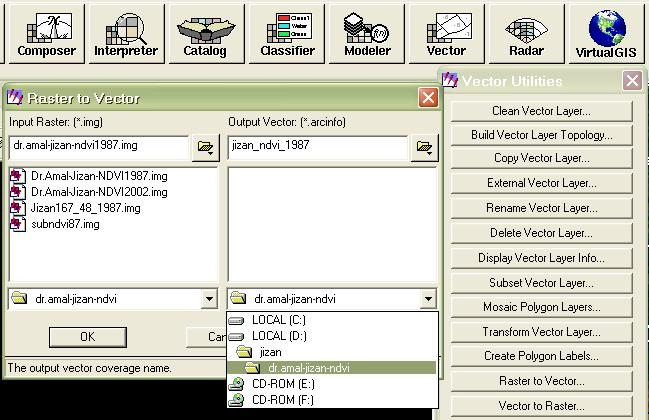 Composer Interpreter Catalog Classifier Modeler Vector Radar VirtualGIS
Raster to Vector
Input Raster: (*.img) Output Vector: (*.arcinfo)
dr.amal-jizan-ndvi1987.img jizan_ndvi_1987
Dr.Amal-Jizan-NDVI1987.img
Dr.Amal-Jizan-NDVI2002.img
Jizan167_48_1987.img
subndvi87.img
dr.amal-jizan-ndvi dr.amal-jizan-ndvi
LOCAL (C:)
LOCAL (D:)
jizan
dr.amal-jizan-ndvi
CD-ROM (E:)
CD-ROM (F:)
OK Can
The output vector coverage name.
Vector Utilities
Clean Vector Layer...
Build Vector Layer Topology...
Copy Vector Layer...
External Vector Layer...
Rename Vector Layer...
Delete Vector Layer...
Display Vector Layer Info...
Subset Vector Layer...
Mosaic Polygon Layers...
Transform Vector Layer...
Create Polygon Labels...
Raster to Vector...
Vector to Raster...